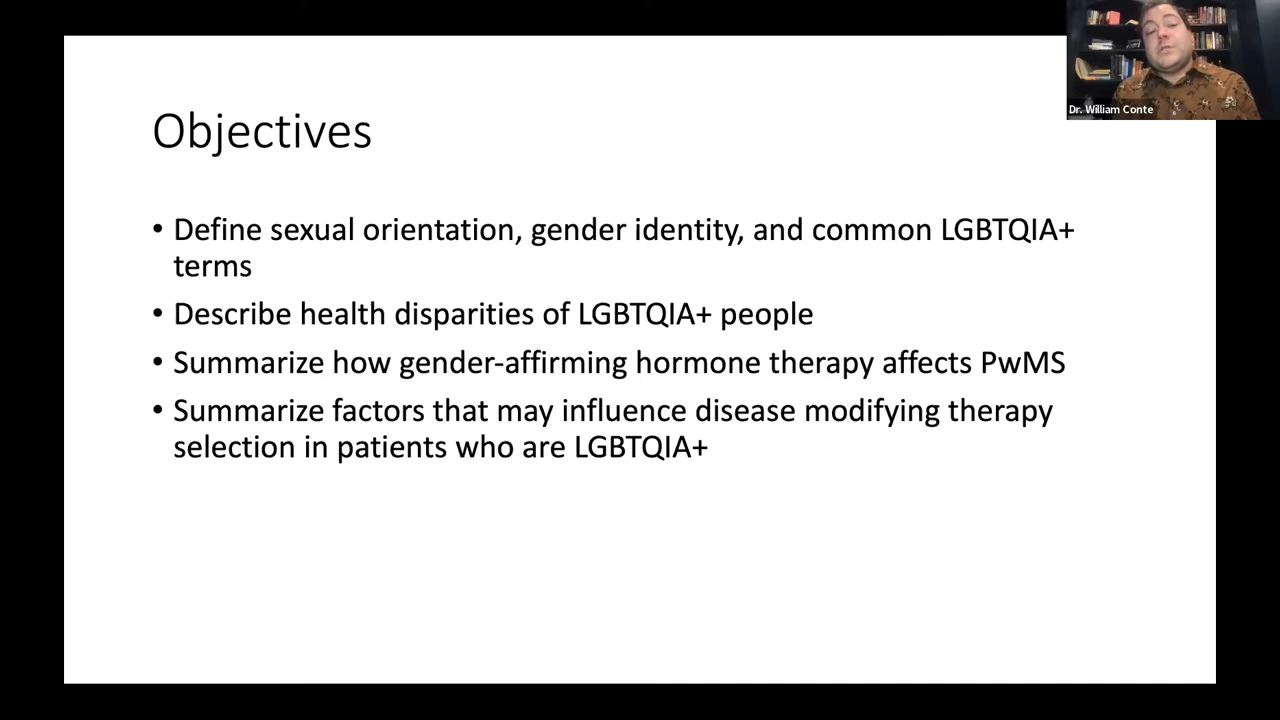 Dr. William Conte
Objectives
• Define sexual orientation, gender identity, and common LGBTQIA+
terms
• Describe health disparities of LGBTQIA+ people
• Summarize how gender-affirming hormone therapy affects PwMS
• Summarize factors that may influence disease modifying therapy
selection in patients who are LGBTQIA+